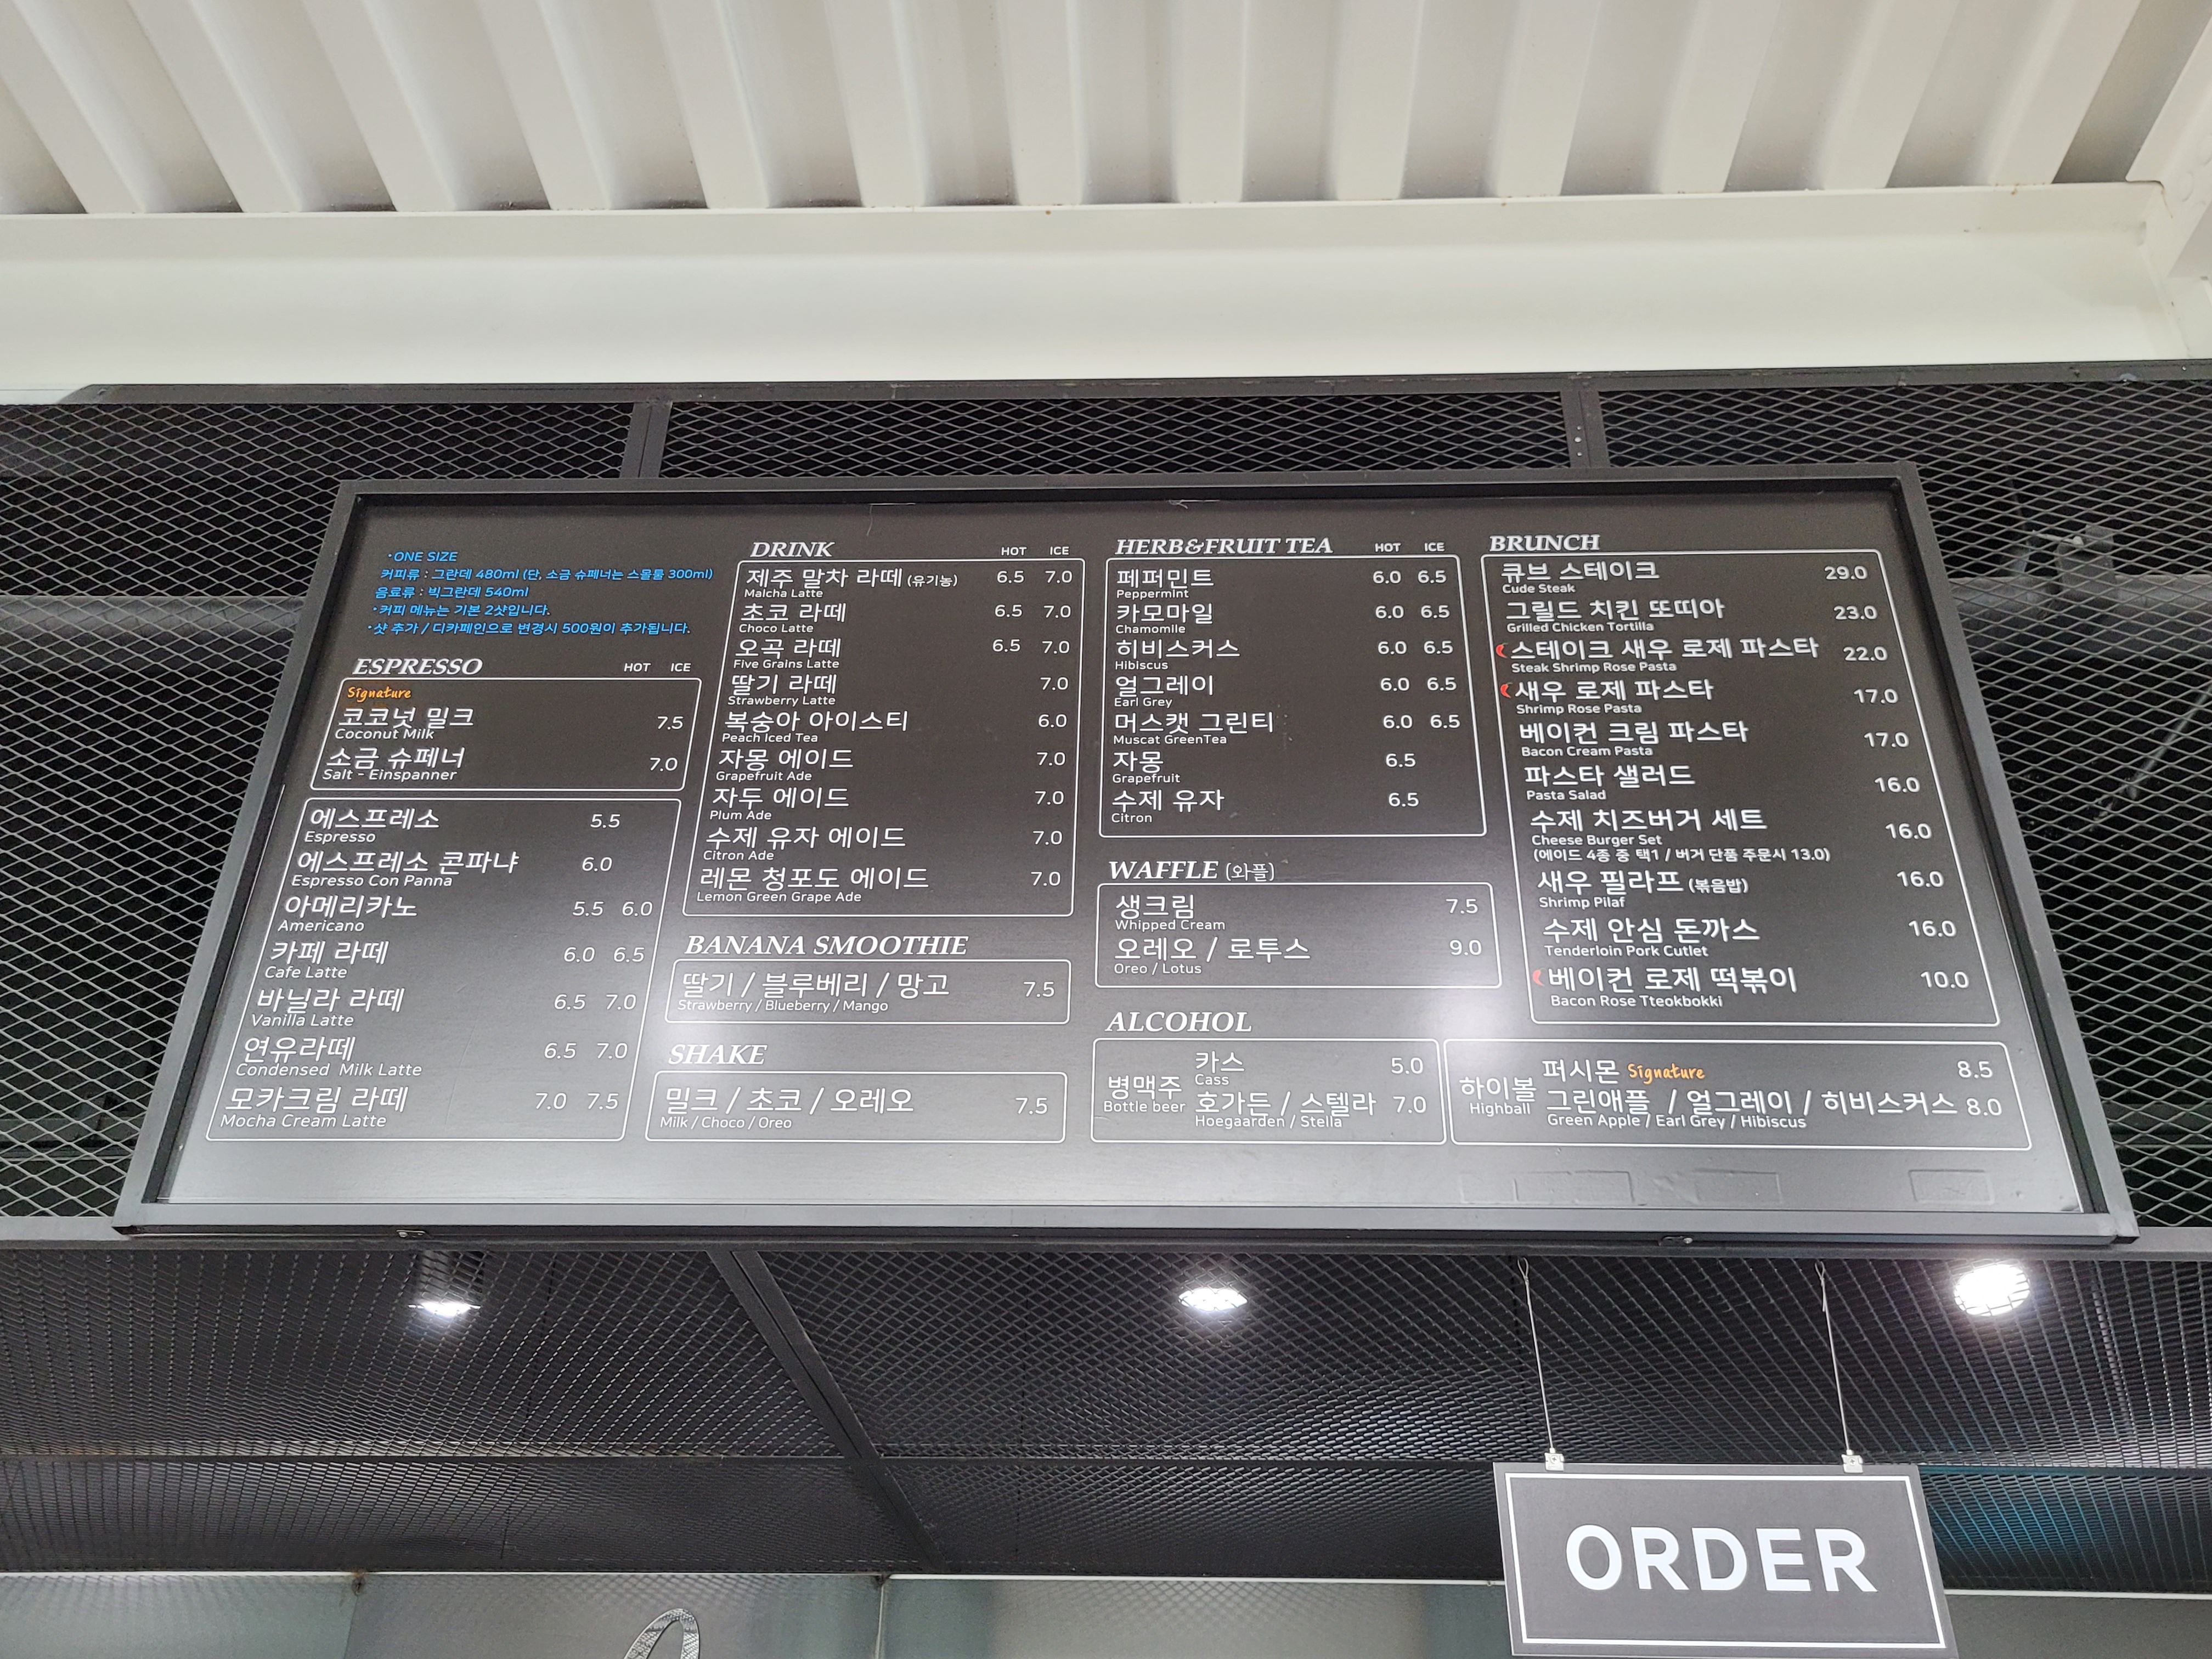 ·ONE SIZE
커피류 : 그란데 480ml (단, 소금 슈페너는 스몰톨 300ml)
음료류 : 빅그란데 540ml
·커피 메뉴는 기본 2샷입니다.
·샷 추가 / 디카페인으로 변경시 500원이 추가됩니다.
ESPRESSO HOT ICE
Signature
코코넛 밀크 7.5
Coconut Milk
소금 슈페너 7.0
Salt - Einspanner
에스프레소 5.5
Espresso
에스프레소 콘파냐 6.0
Espresso Con Panna
아메리카노 5.5 6.0
Americano
카페 라떼 6.0 6.5
Cafe Latte
바닐라 라떼 6.5 7.0
Vanilla Latte
연유라떼 6.5 7.0
Condensed Milk Latte
모카크림 라떼 7.0 7.5
Mocha Cream Latte
DRINK HOT ICE
제주 말차 라떼 (유기농) 6.5 7.0
Malcha Latte
초코 라떼 6.5 7.0
Choco Latte
오곡 라떼 6.5 7.0
Five Grains Latte
딸기 라떼 7.0
Strawberry Latte
복숭아 아이스티 6.0
Peach Iced Tea
자몽 에이드 7.0
Grapefruit Ade
자두 에이드 7.0
Plum Ade
수제 유자 에이드 7.0
Citron Ade
레몬 청포도 에이드 7.0
Lemon Green Grape Ade
BANANA SMOOTHIE
딸기 / 블루베리 / 망고 7.5
Strawberry / Blueberry / Mango
SHAKE
밀크 / 초코 / 오레오 7.5
Milk / Choco / Oreo
HERB&FRUIT TEA HOT ICE
페퍼민트 6.0 6.5
Peppermint
카모마일 6.0 6.5
Chamomile
히비스커스 6.0 6.5
Hibiscus
얼그레이 6.0 6.5
Earl Grey
머스캣 그린티 6.0 6.5
Muscat GreenTea
자몽 6.5
Grapefruit
수제 유자 6.5
Citron
WAFFLE (와플)
생크림 7.5
Whipped Cream
오레오 / 로투스 9.0
Oreo / Lotus
ALCOHOL
병맥주
Bottle beer
카스 5.0
Cass
호가든 / 스텔라 7.0
Hoegaarden / Stella
하이볼
Highball
퍼시몬 Signature 8.5
그린애플 / 얼그레이 / 히비스커스 8.0
Green Apple / Earl Grey / Hibiscus
BRUNCH
큐브 스테이크 29.0
Cude Steak
그릴드 치킨 또띠아 23.0
Grilled Chicken Tortilla
스테이크 새우 로제 파스타 22.0
Steak Shrimp Rose Pasta
새우 로제 파스타 17.0
Shrimp Rose Pasta
베이컨 크림 파스타 17.0
Bacon Cream Pasta
파스타 샐러드 16.0
Pasta Salad
수제 치즈버거 세트 16.0
Cheese Burger Set
(에이드 4종 중 택1 / 버거 단품 주문시 13.0)
새우 필라프 (볶음밥) 16.0
Shrimp Pilaf
수제 안심 돈까스 16.0
Tenderloin Pork Cutlet
베이컨 로제 떡볶이 10.0
Bacon Rose Tteokbokki
ORDER